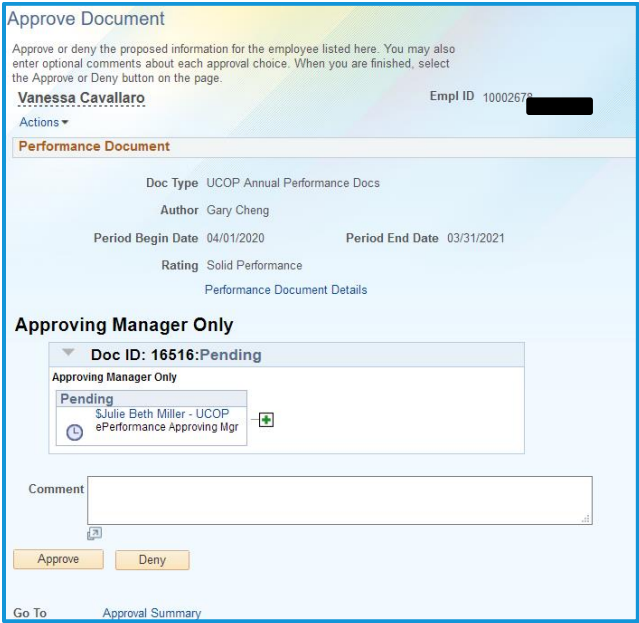 Approve Document
Approve or deny the proposed information for the employee listed here. You may also
enter optional comments about each approval choice. When you are finished, select
the Approve or Deny button on the page.
Vanessa Cavallaro
Empl ID 10002678
Actions
Performance Document
Doc Type UCOP Annual Performance Docs
Author Gary Cheng
Period Begin Date 04/01/2020 Period End Date 03/31/2021
Rating Solid Performance
Performance Document Details
Approving Manager Only
Doc ID: 16516:Pending
Approving Manager Only
Pending
$Julie Beth Miller - UCOP
ePerformance Approving Mgr
Comment
Approve Deny
Go To Approval Summary